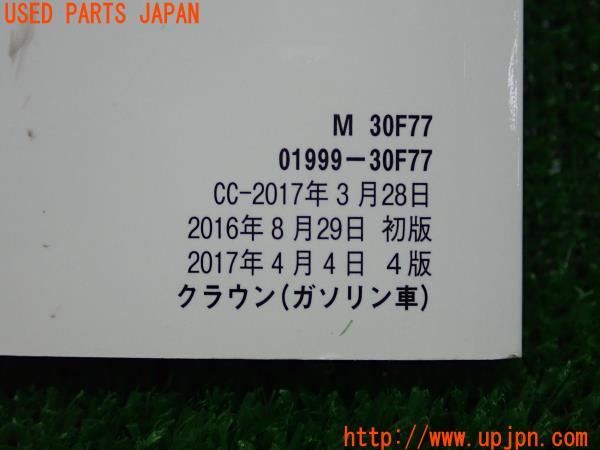 USED PARTS JAPAN
M 30F77
01999-30F77
CC-2017年3月28日
2016年8月29日 初版
2017年4月4日 4版
クラウン(ガソリン車)
http://www.upjpn.com/